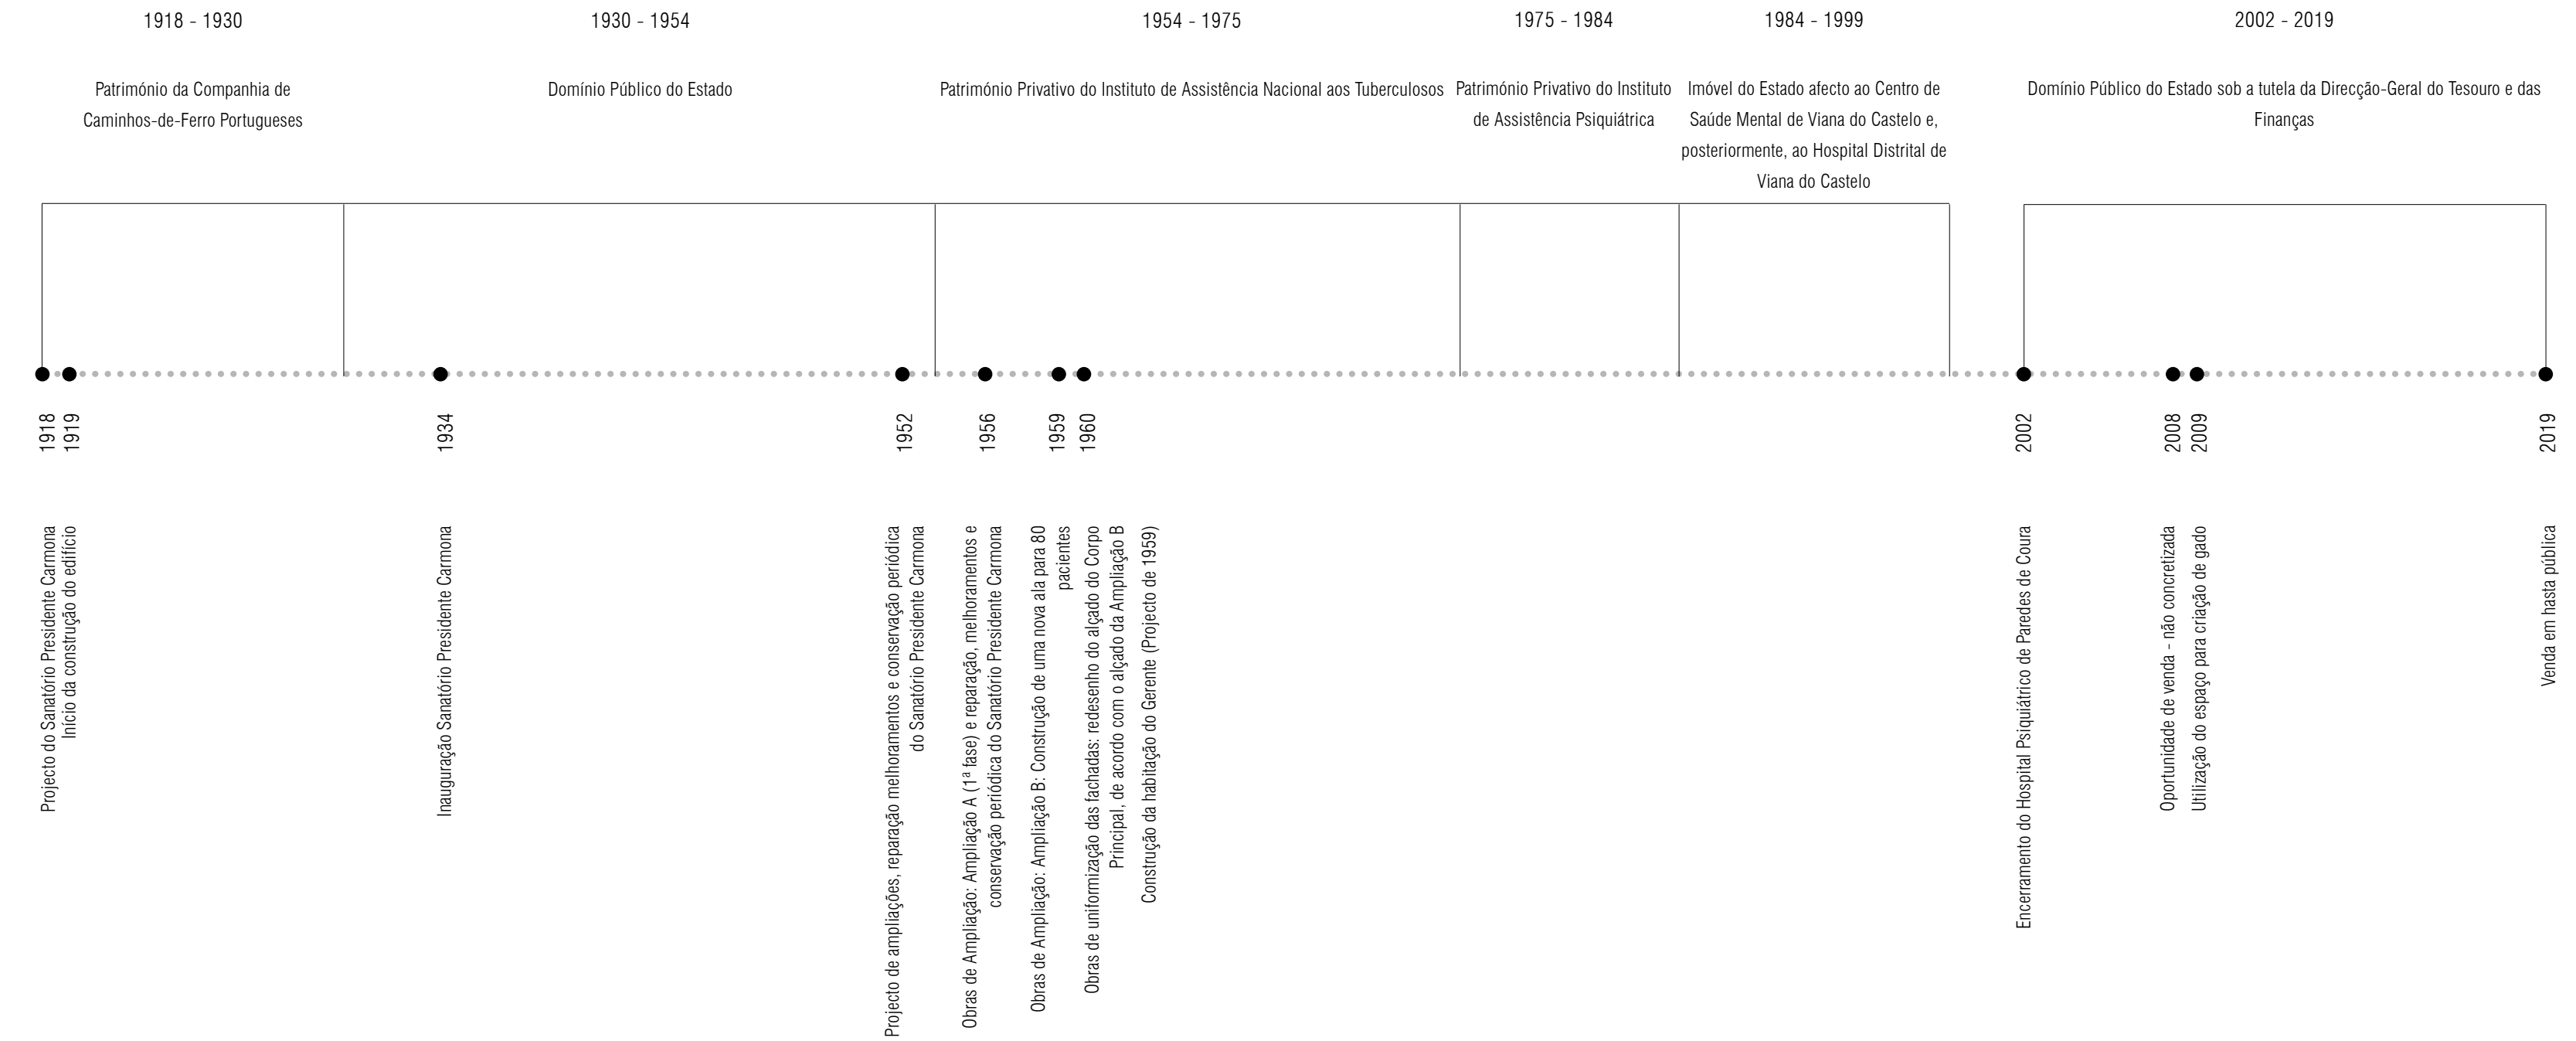 1918 - 1930
1930 - 1954
1954 - 1975
1975 - 1984
1984 - 1999
2002 - 2019
Património da Companhia de
Caminhos-de-Ferro Portugueses
Domínio Público do Estado
Património Privativo do Instituto de Assistência Nacional aos Tuberculosos
Património Privativo do Instituto
de Assistência Psiquiátrica
Imóvel do Estado afecto ao Centro de
Saúde Mental de Viana do Castelo e,
posteriormente, ao Hospital Distrital de
Viana do Castelo
Domínio Público do Estado sob a tutela da Direcção-Geral do Tesouro e das
Finanças
1918
1919
1934
1952
1956
1959
1960
2002
2008
2009
2019
Projecto do Sanatório Presidente Carmona
Início da construção do edifício
Inauguração Sanatório Presidente Carmona
Projecto de ampliações, reparação melhoramentos e conservação periódica
do Sanatório Presidente Carmona
Obras de Ampliação: Ampliação A (1ª fase) e reparação, melhoramentos e
conservação periódica do Sanatório Presidente Carmona
Obras de Ampliação: Ampliação B: Construção de uma nova ala para 80
pacientes
Obras de uniformização das fachadas: redesenho do alçado do Corpo
Principal, de acordo com o alçado da Ampliação B
Construção da habitação do Gerente (Projecto de 1959)
Encerramento do Hospital Psiquiátrico de Paredes de Coura
Oportunidade de venda - não concretizada
Utilização do espaço para criação de gado
Venda em hasta pública